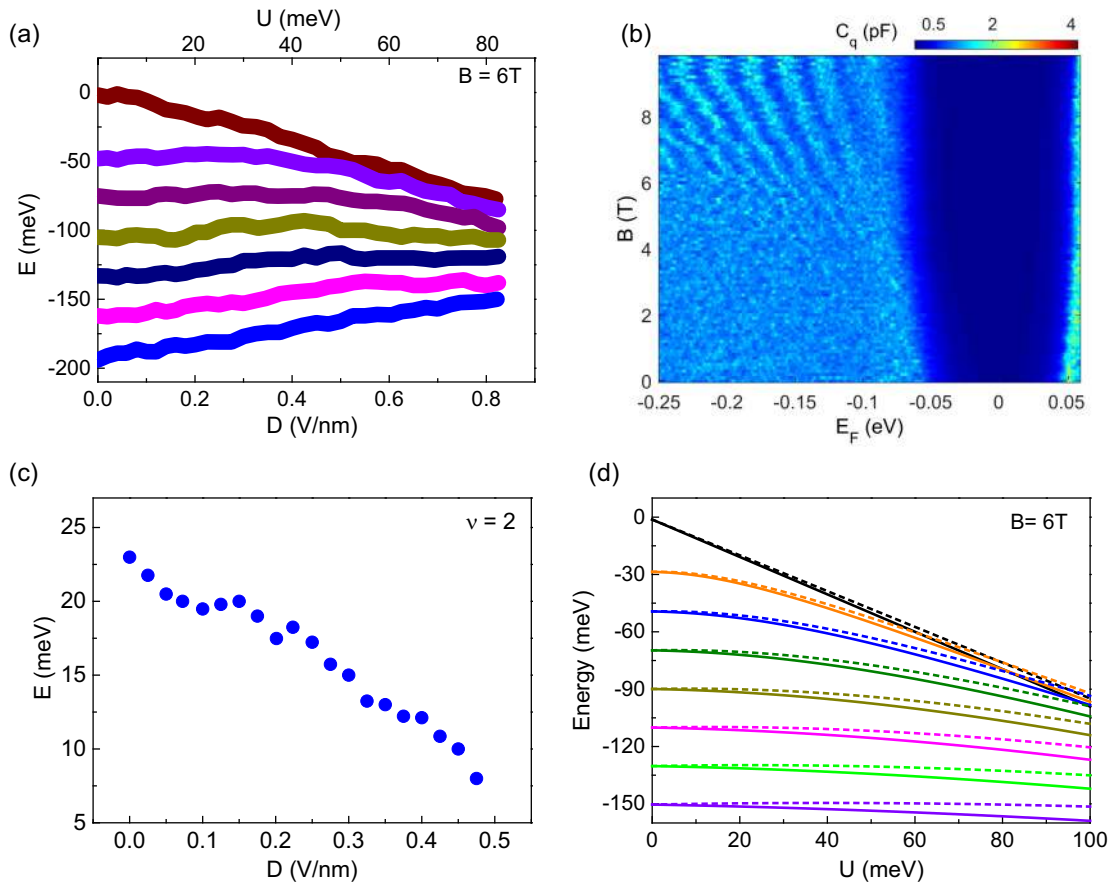 (a)
U (meV)
0 20 40 60 80
B = 6T
0
-50
-100
-150
-200
E (meV)
0.0 0.2 0.4 0.6 0.8
D (V/nm)
(b)
C_q (pF)
0.5 2 4
8
6
4
2
0
B (T)
-0.25 -0.2 -0.15 -0.1 -0.05 0 0.05
E_F (eV)
(c)
ν = 2
25
20
15
10
5
E (meV)
0.0 0.1 0.2 0.3 0.4 0.5
D (V/nm)
(d)
B= 6T
0
-30
-60
-90
-120
-150
Energy (meV)
0 20 40 60 80 100
U (meV)